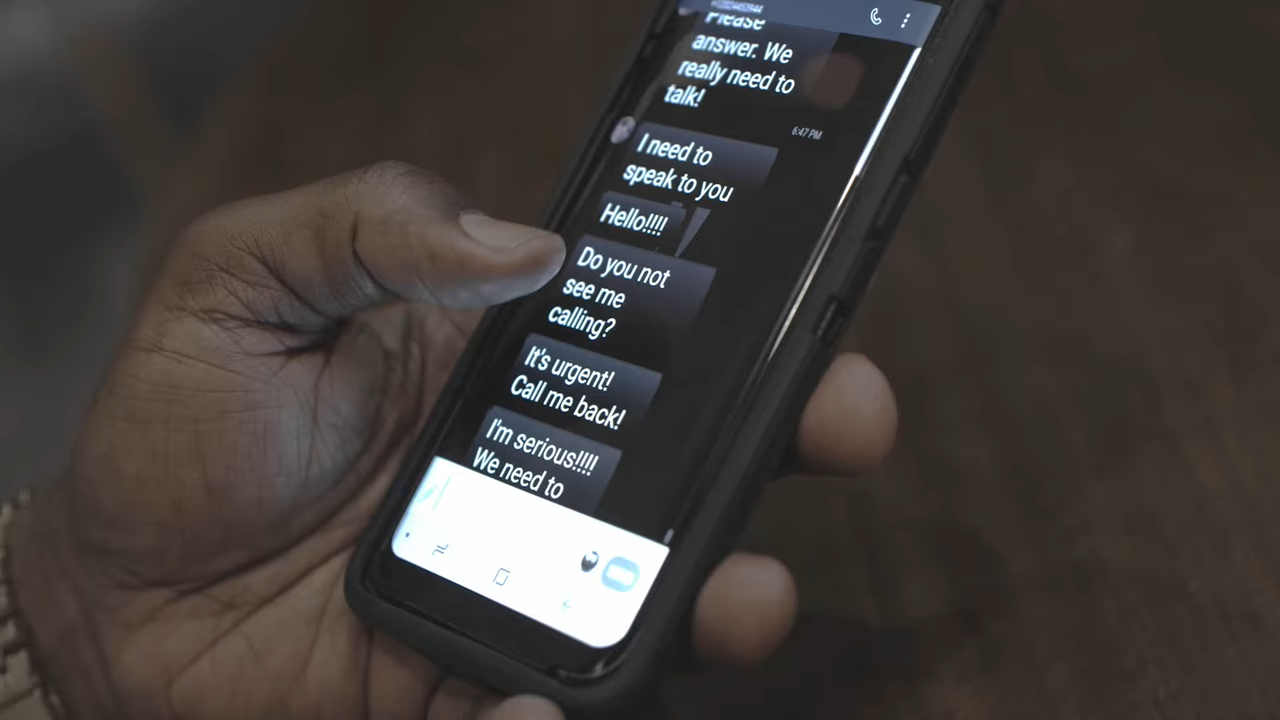 Please
answer. We
really need to
talk!
6:47 PM
I need to
speak to you
Hello!!!!
Do you not
see me
calling?
It's urgent!
Call me back!
I'm serious!!!!
We need to